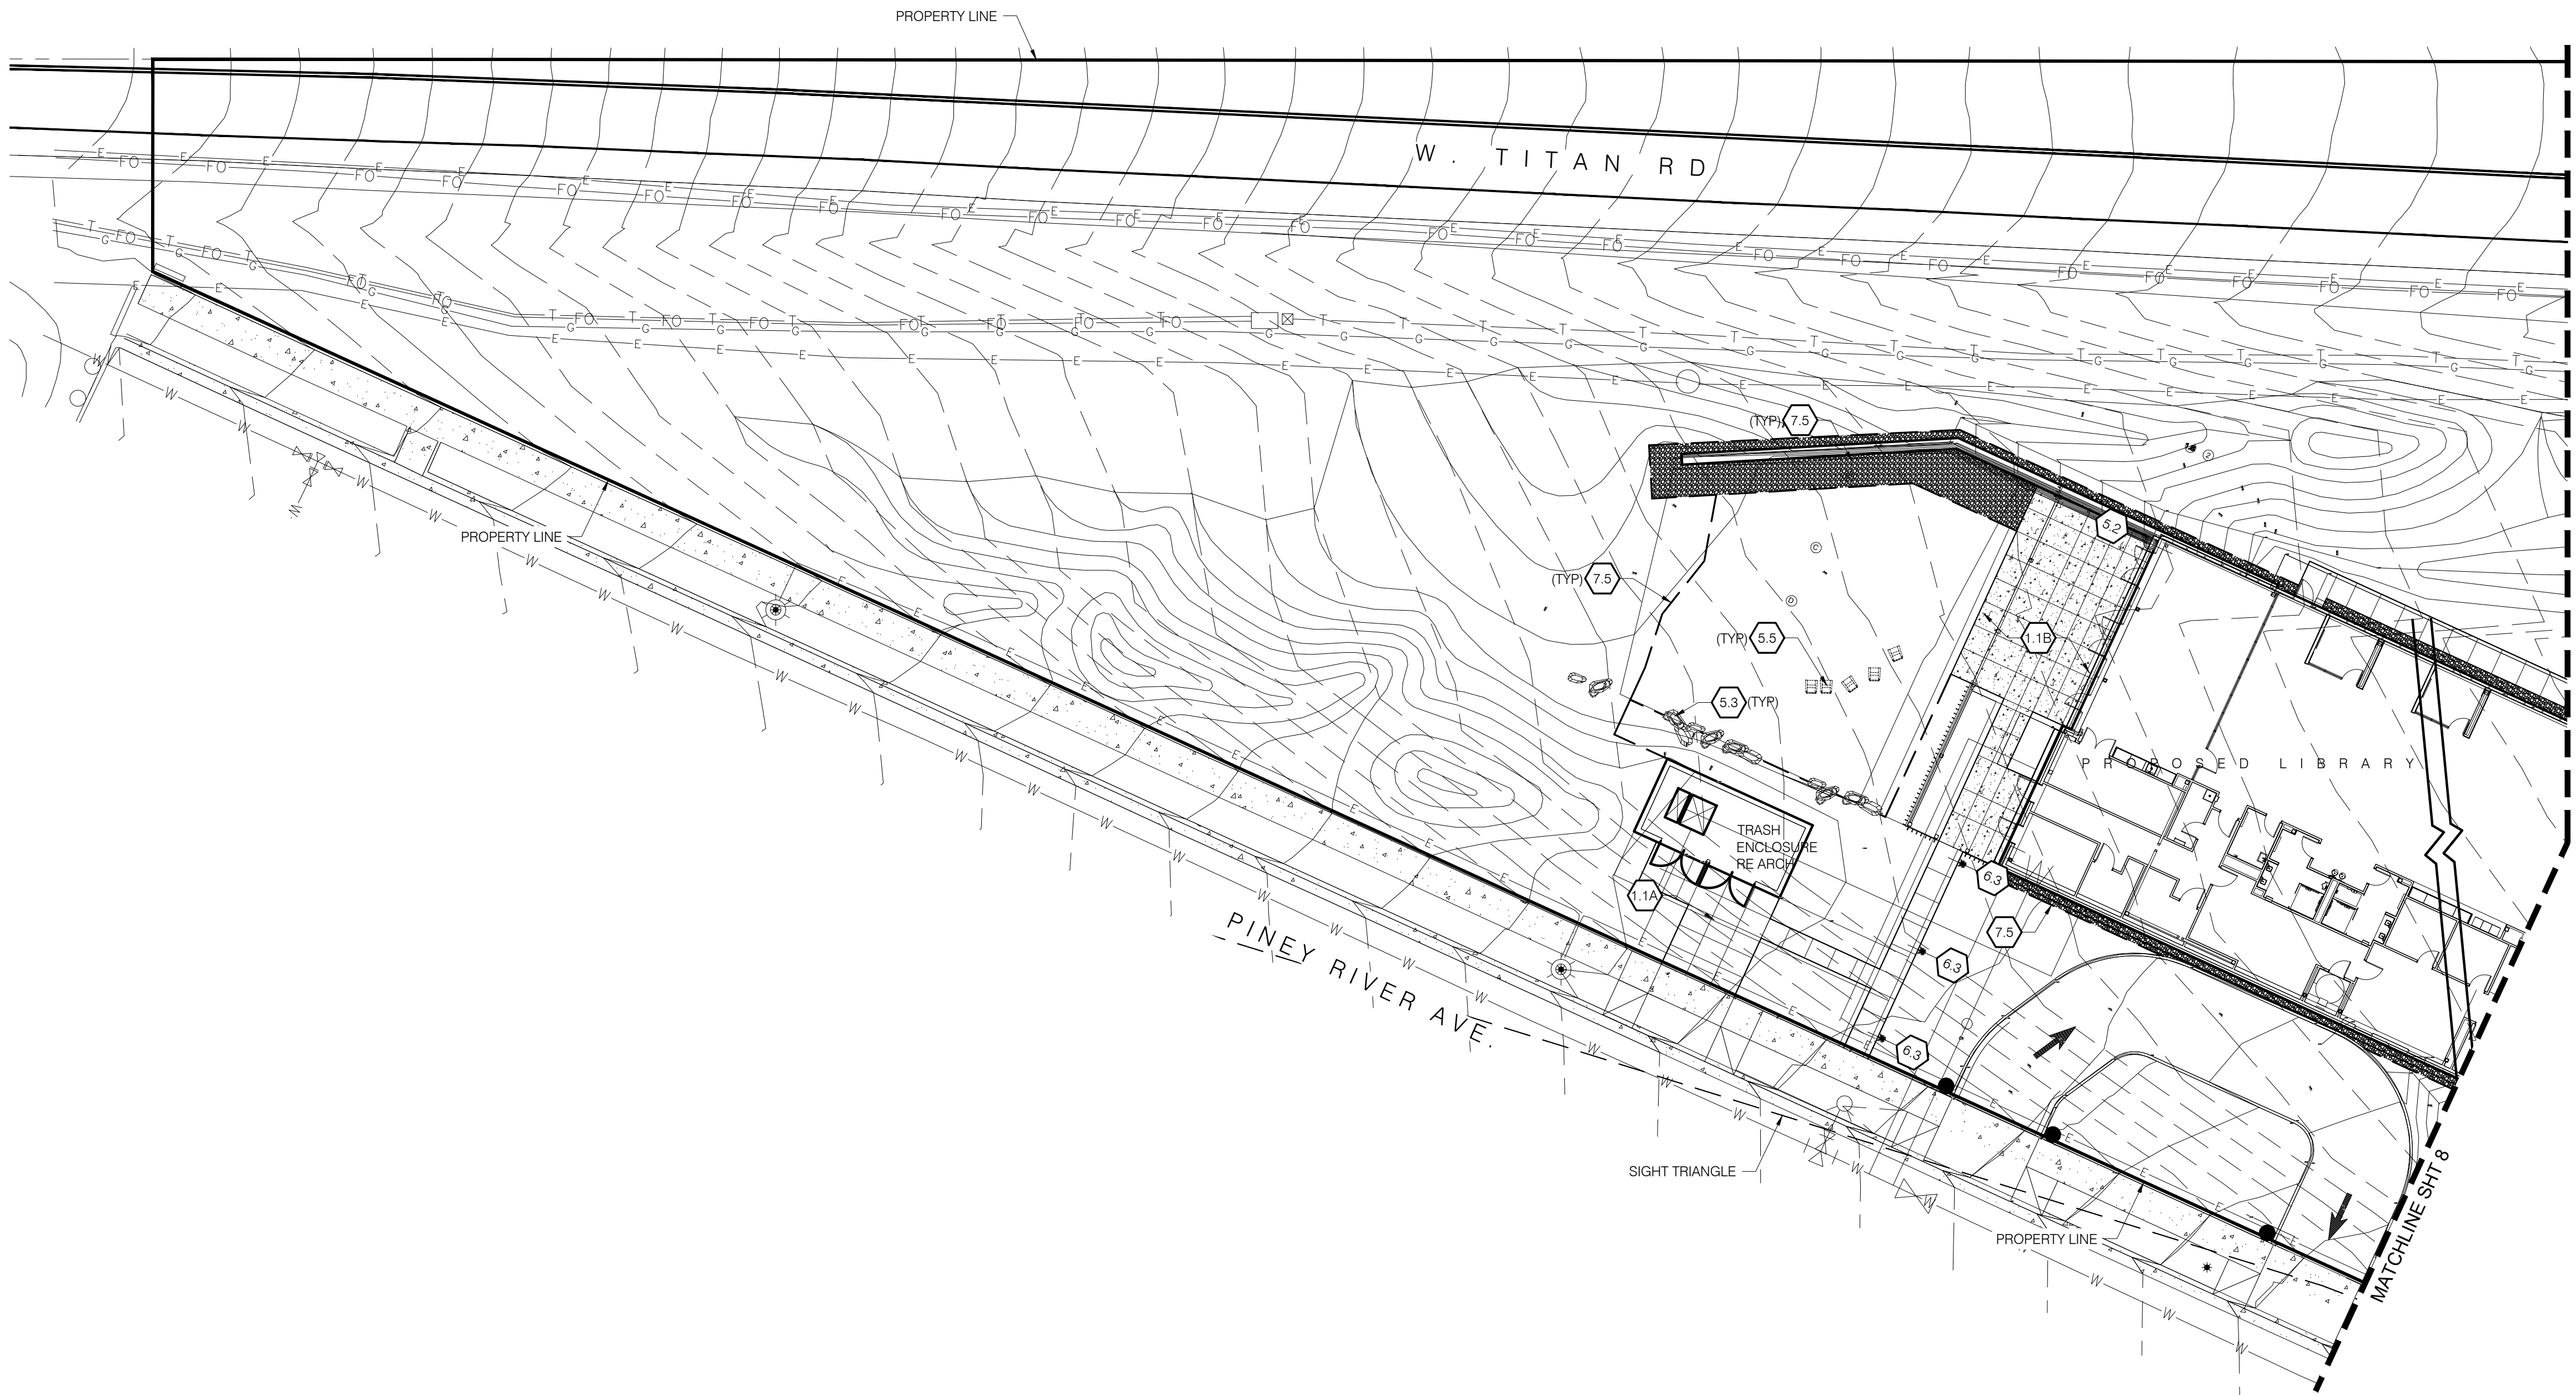 PROPERTY LINE
W. TITAN RD
(TYP) 7.5
5.2
PROPERTY LINE
(TYP) 7.5
(TYP) 5.5
1.1B
5.3 (TYP)
PROPOSED LIBRARY
TRASH
ENCLOSURE
RE ARCH
1.1A
6.3
7.5
6.3
PINEY RIVER AVE.
6.3
SIGHT TRIANGLE
PROPERTY LINE
MATCHLINE SHT 8